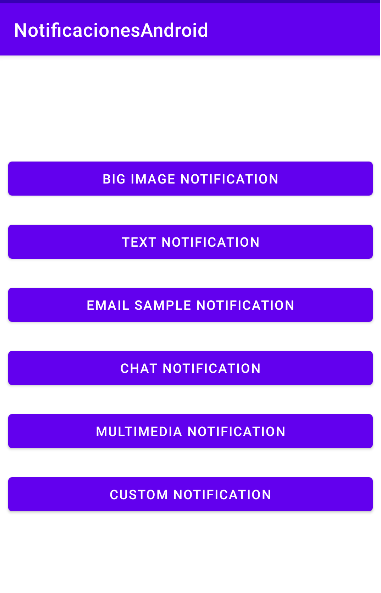 NotificacionesAndroid
BIG IMAGE NOTIFICATION
TEXT NOTIFICATION
EMAIL SAMPLE NOTIFICATION
CHAT NOTIFICATION
MULTIMEDIA NOTIFICATION
CUSTOM NOTIFICATION